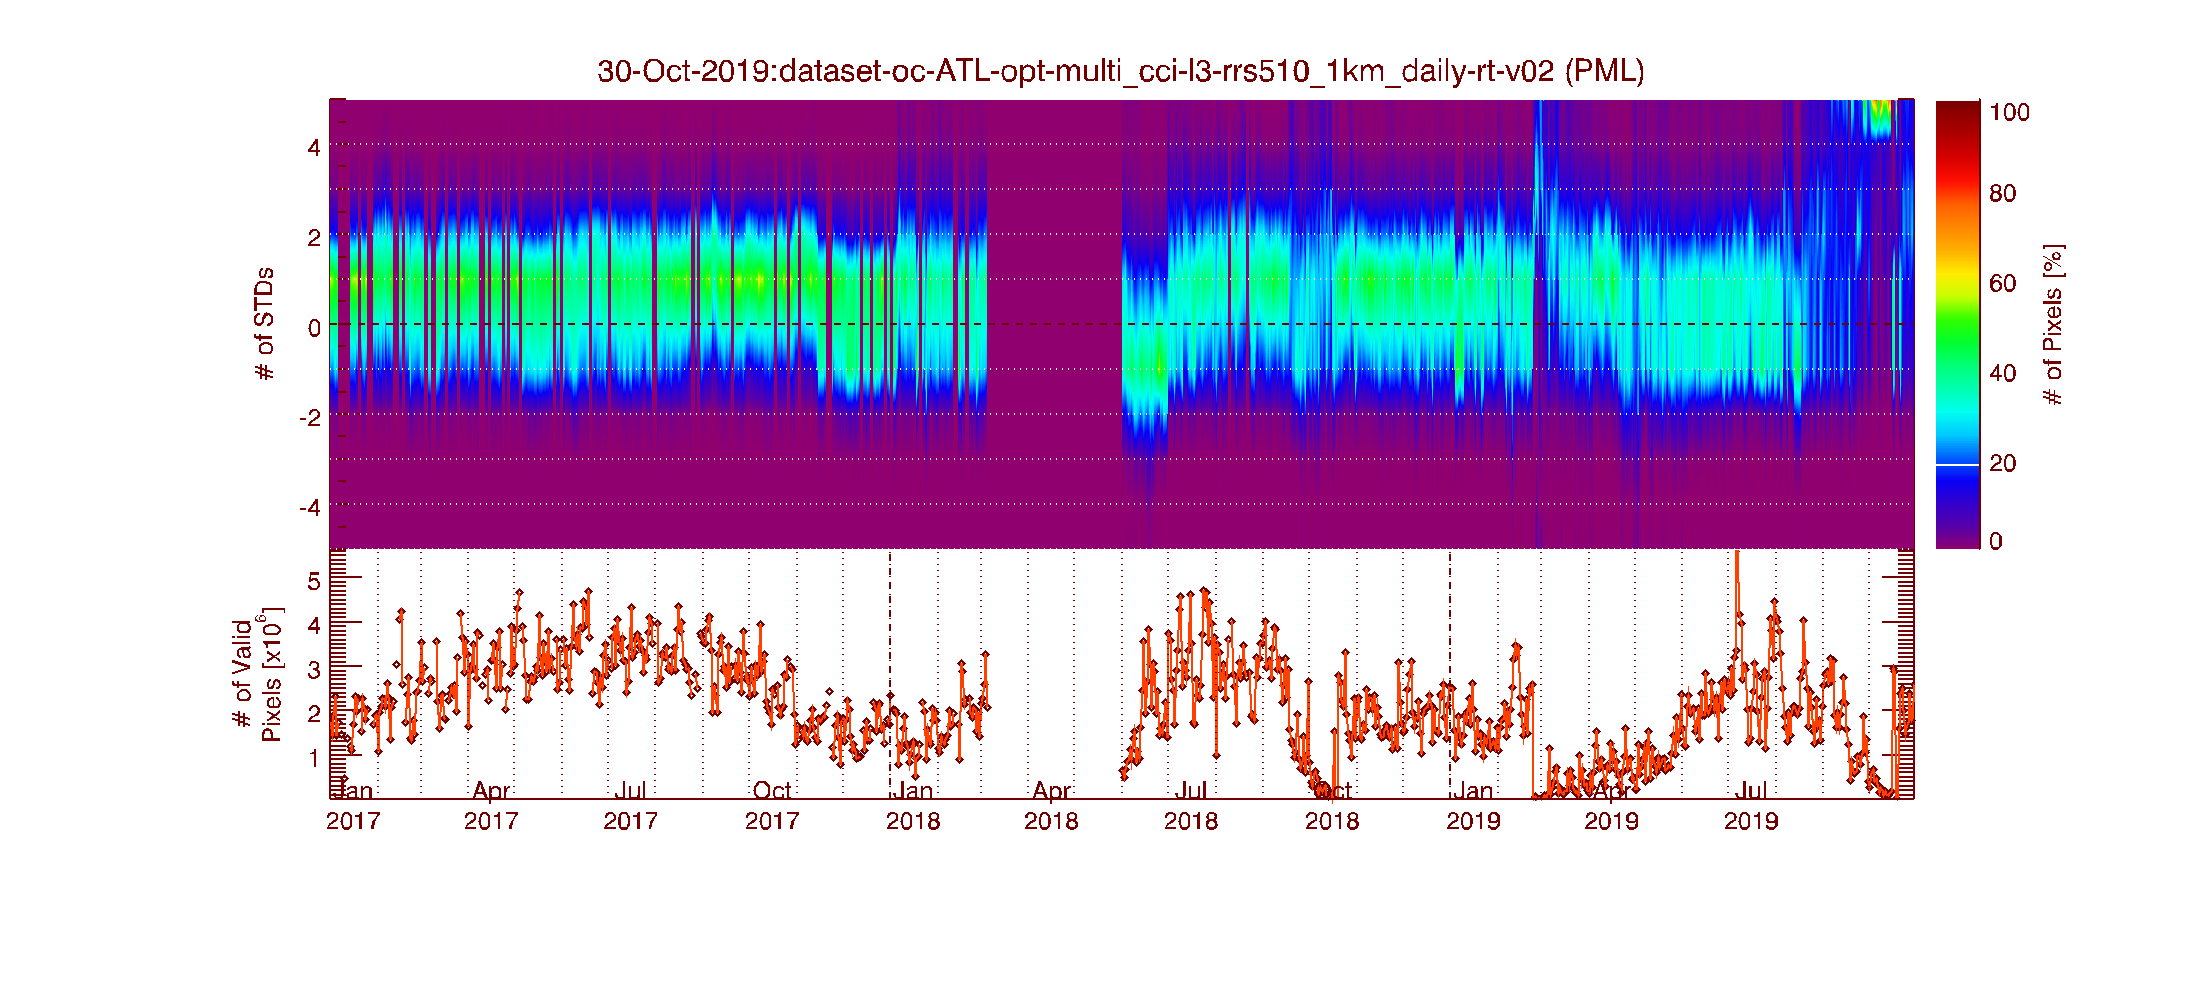 30-Oct-2019:dataset-oc-ATL-opt-multi_cci-l3-rrs510_1km_daily-rt-v02 (PML)
# of STDs
4
2
0
-2
-4
100
80
60
40
20
0
# of Pixels [%]
# of Valid
Pixels [x10⁶]
5
4
3
2
1
Jan Apr Jul Oct Jan Apr Jul Oct Jan Apr Jul
2017 2017 2017 2017 2018 2018 2018 2018 2019 2019 2019